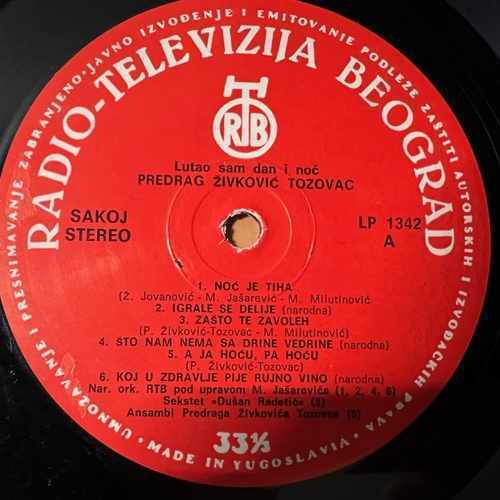 UMNOŽAVANJE I PRESNIMAVANJE ZABRANJENO • JAVNO IZVOĐENJE I EMITOVANJE PODLEŽE ZAŠTITI AUTORSKIH I IZVOĐAČKIH PRAVA • MADE IN YUGOSLAVIA •
RADIO-TELEVIZIJA BEOGRAD
RTB
Lutao sam dan i noć
PREDRAG ŽIVKOVIĆ TOZOVAC
SAKOJ
STEREO
LP 1342
A
1. NOĆ JE TIHA
(Ž. Jovanović - M. Jašarević - M. Milutinović)
2. IGRALE SE DELIJE (narodna)
3. ZAŠTO TE ZAVOLEH
(P. Živković-Tozovac - M. Milutinović)
4. ŠTO NAM NEMA SA DRINE VEDRINE (narodna)
5. A JA HOĆU, PA HOĆU
(P. Živković-Tozovac)
6. KOJ U ZDRAVLJE PIJE RUJNO VINO (narodna)
Nar. ork. RTB pod upravom M. Jašarevića (1, 2, 4, 6)
Sekstet »Dušan Radetić« (3)
Ansambl Predraga Živkovića Tozovca (5)
33⅓